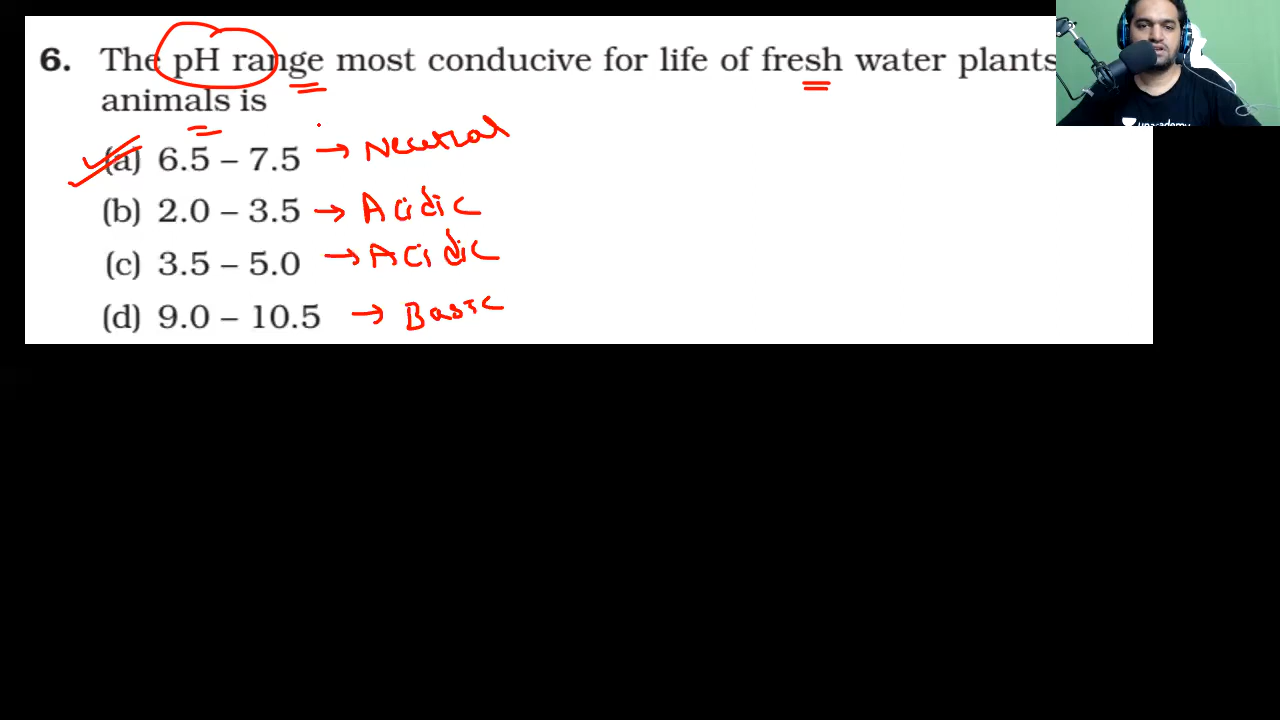 6. The pH range most conducive for life of fresh water plants
animals is
(a) 6.5 – 7.5 → Neutral
(b) 2.0 – 3.5 → Acidic
(c) 3.5 – 5.0 → Acidic
(d) 9.0 – 10.5 → Basic
unacademy